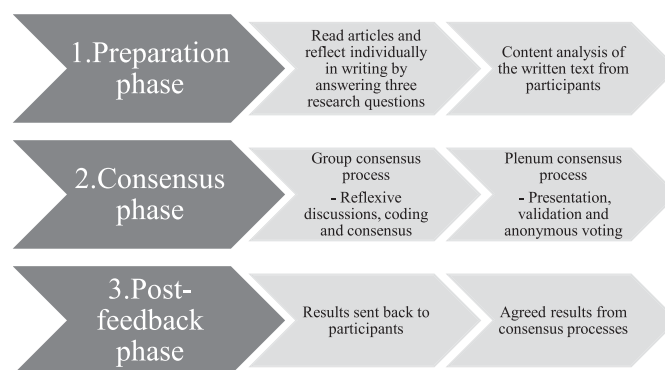 1.Preparation
phase
Read articles and
reflect individually
in writing by
answering three
research questions
Content analysis of
the written text from
participants
2.Consensus
phase
Group consensus
process
- Reflexive
discussions, coding
and consensus
Plenum consensus
process
- Presentation,
validation and
anonymous voting
3.Post-
feedback
phase
Results sent back to
participants
Agreed results from
consensus processes